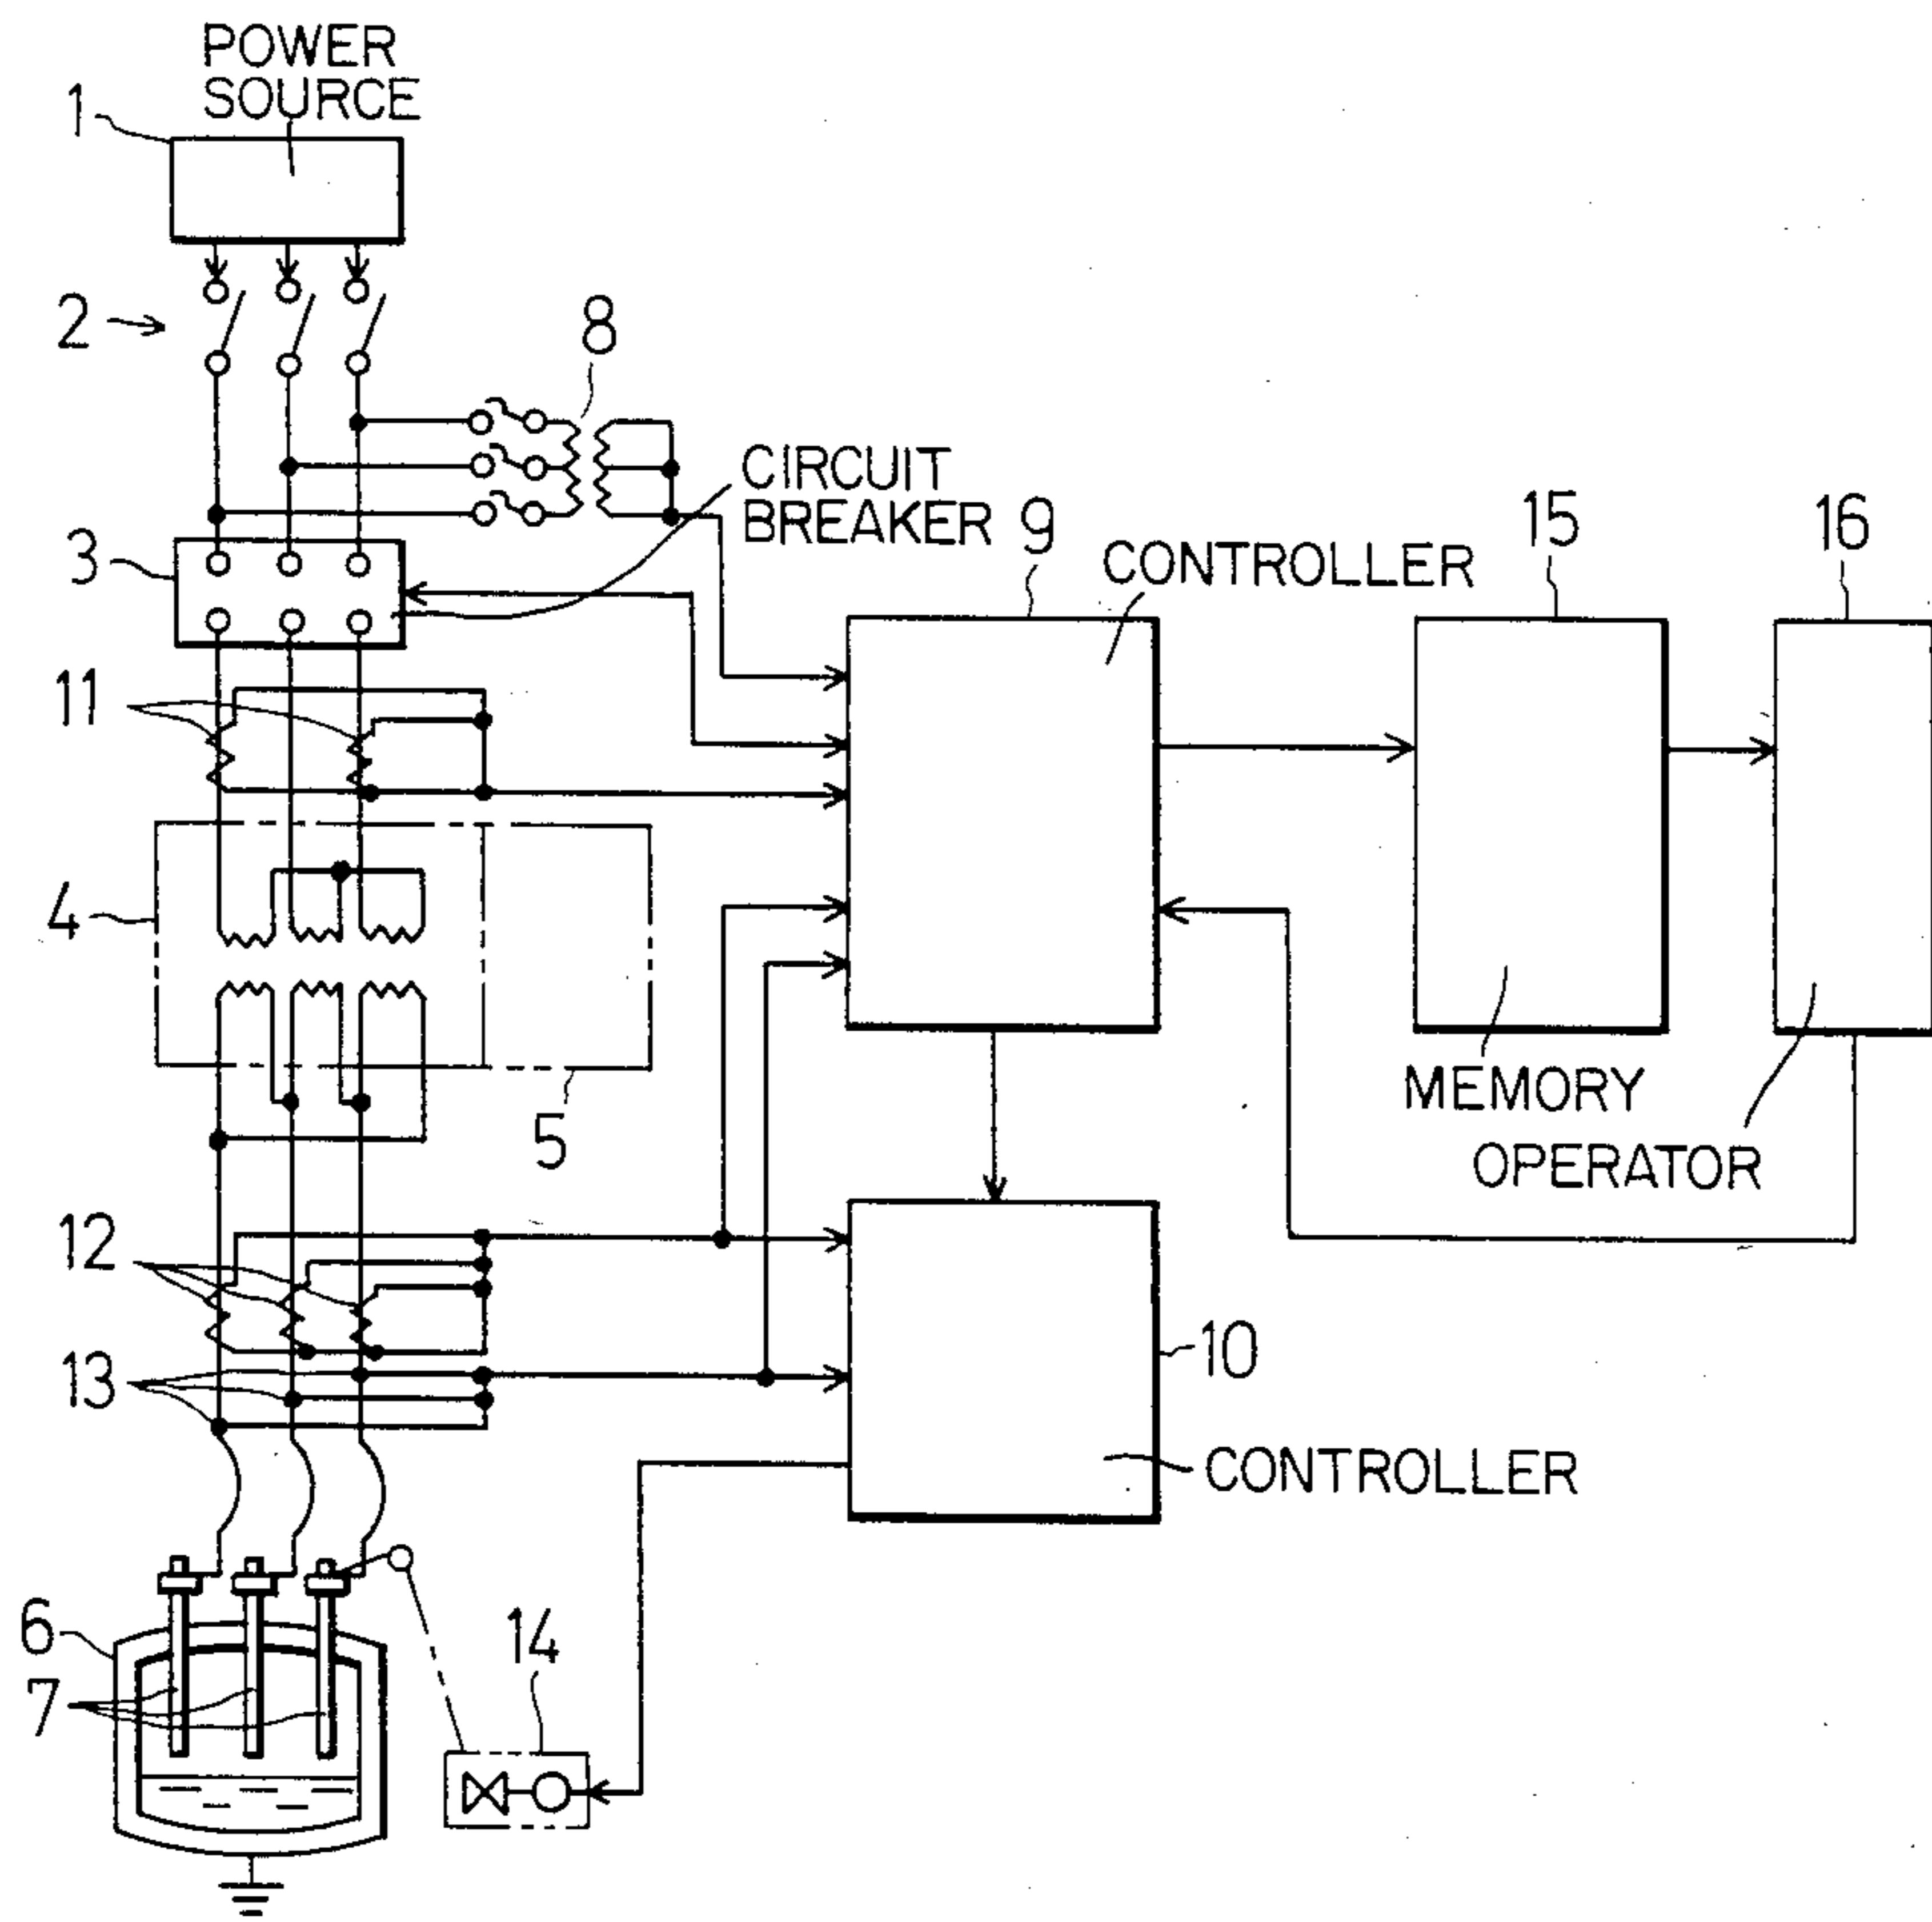 POWER
SOURCE
1
2
8
CIRCUIT
BREAKER
9
CONTROLLER
15
16
3
11
4
5
MEMORY
OPERATOR
12
13
10
CONTROLLER
6
7
14